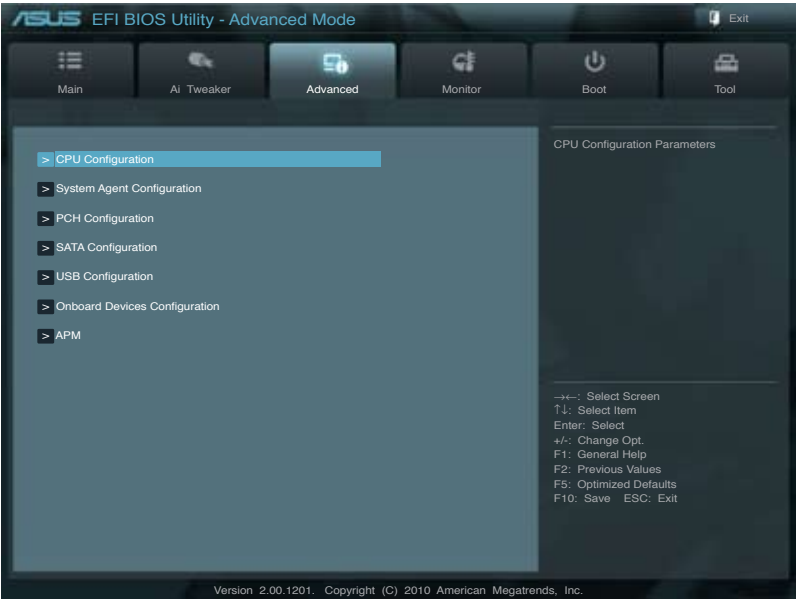 ASUS EFI BIOS Utility - Advanced Mode
Exit
Main
Ai Tweaker
Advanced
Monitor
Boot
Tool
> CPU Configuration
> System Agent Configuration
> PCH Configuration
> SATA Configuration
> USB Configuration
> Onboard Devices Configuration
> APM
CPU Configuration Parameters
→←: Select Screen
↑↓: Select Item
Enter: Select
+/-: Change Opt.
F1: General Help
F2: Previous Values
F5: Optimized Defaults
F10: Save ESC: Exit
Version 2.00.1201. Copyright (C) 2010 American Megatrends, Inc.